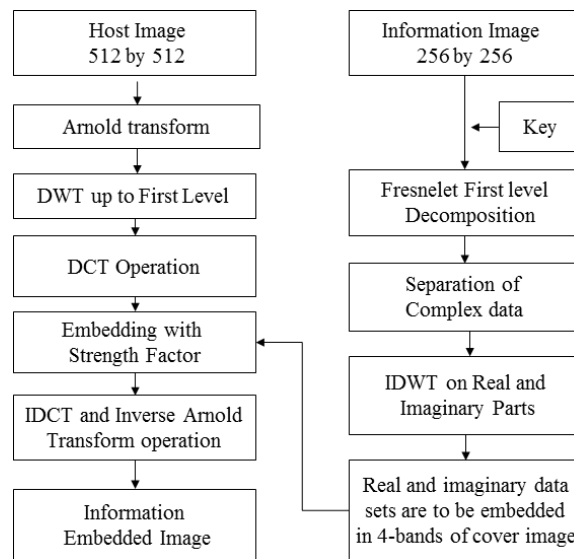 Host Image
512 by 512
Arnold transform
DWT up to First Level
DCT Operation
Embedding with
Strength Factor
IDCT and Inverse Arnold
Transform operation
Information
Embedded Image
Information Image
256 by 256
Key
Fresnelet First level
Decomposition
Separation of
Complex data
IDWT on Real and
Imaginary Parts
Real and imaginary data
sets are to be embedded
in 4-bands of cover image